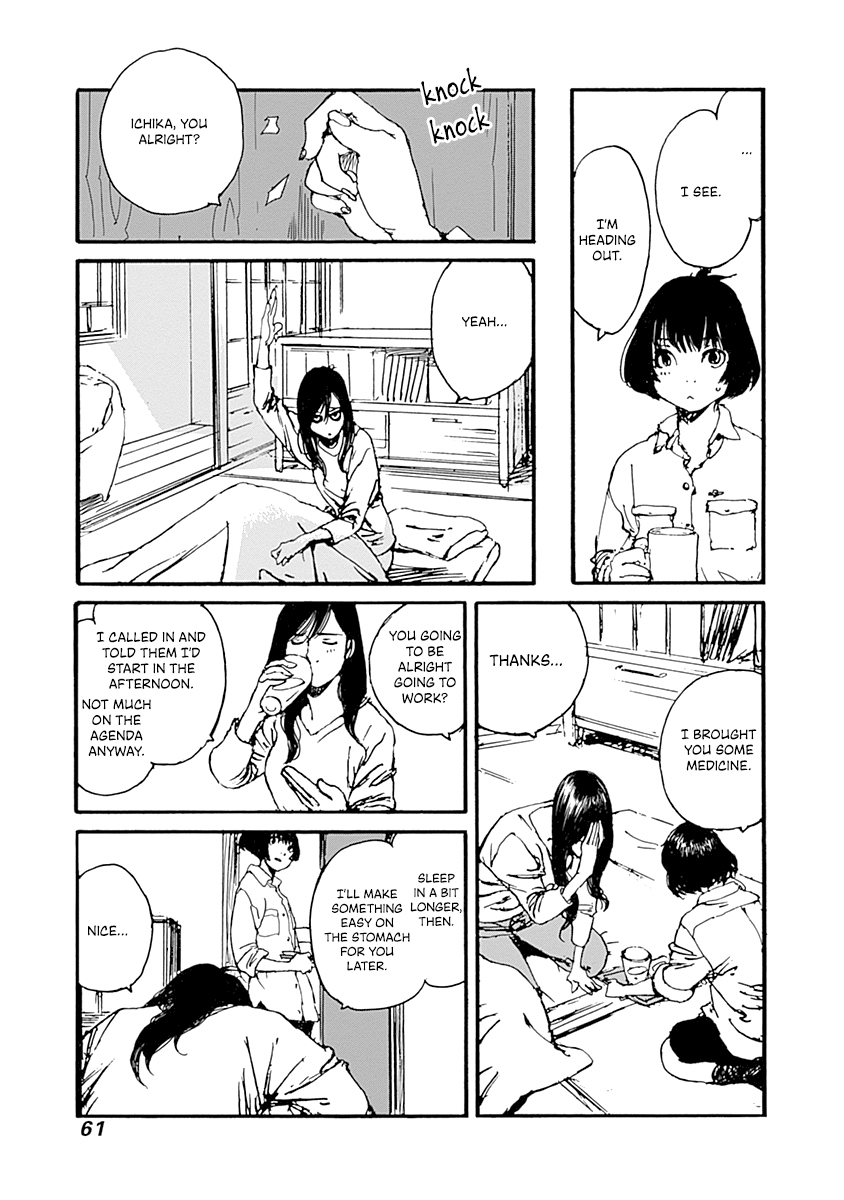 ...
I SEE.
I'M
HEADING
OUT.
knock
knock
ICHIKA, YOU
ALRIGHT?
YEAH...
I BROUGHT
YOU SOME
MEDICINE.
THANKS...
YOU GOING
TO BE
ALRIGHT
GOING TO
WORK?
I CALLED IN AND
TOLD THEM I'D
START IN THE
AFTERNOON.
NOT MUCH
ON THE
AGENDA
ANYWAY.
SLEEP
IN A BIT
LONGER,
THEN.
I'LL MAKE
SOMETHING
EASY ON
THE STOMACH
FOR YOU
LATER.
NICE...
61